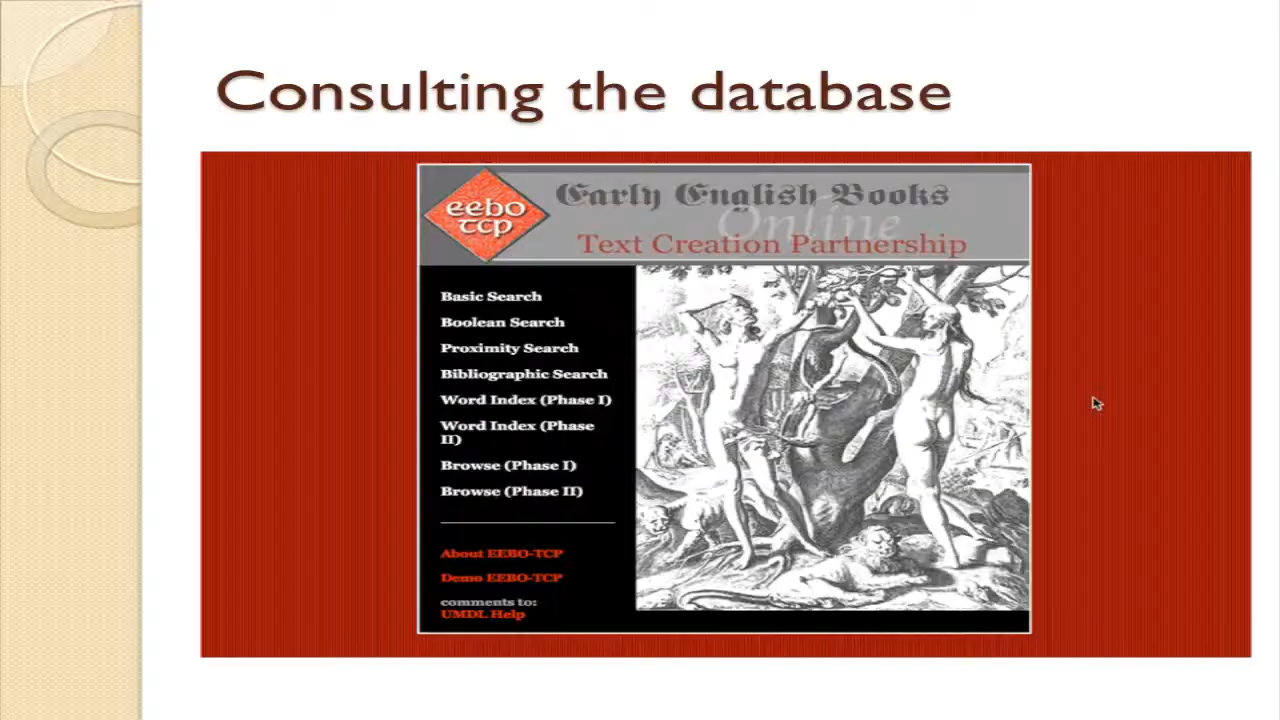 Consulting the database
eebo
tcp
Early English Books
Online
Text Creation Partnership
Basic Search
Boolean Search
Proximity Search
Bibliographic Search
Word Index (Phase I)
Word Index (Phase
II)
Browse (Phase I)
Browse (Phase II)
About EEBO-TCP
Demo EEBO-TCP
comments to:
UMDL Help